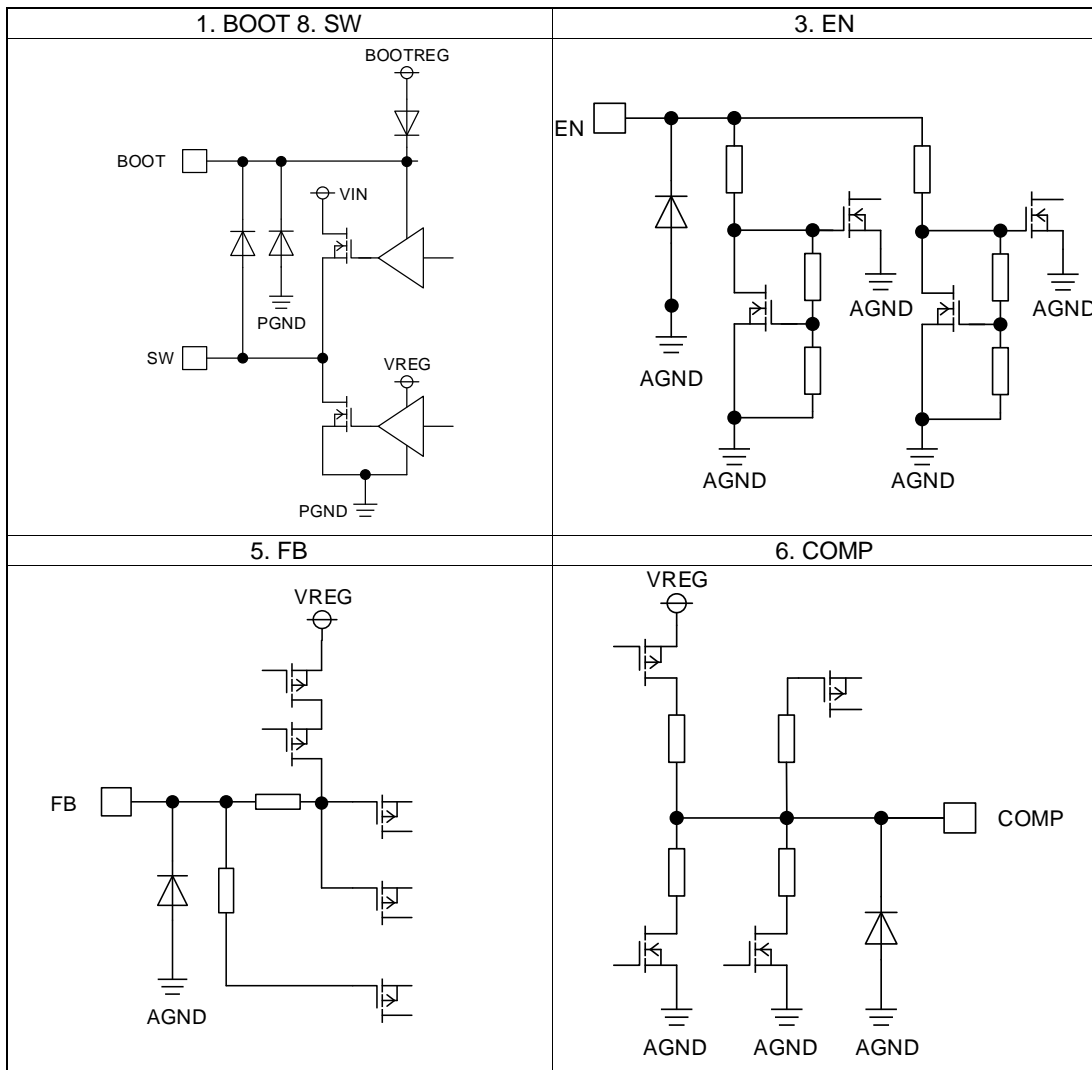 1. BOOT 8. SW
3. EN
BOOTREG
BOOT
VIN
PGND
SW
VREG
PGND
EN
AGND
AGND
AGND
AGND
AGND
5. FB
6. COMP
VREG
FB
AGND
VREG
COMP
AGND
AGND
AGND